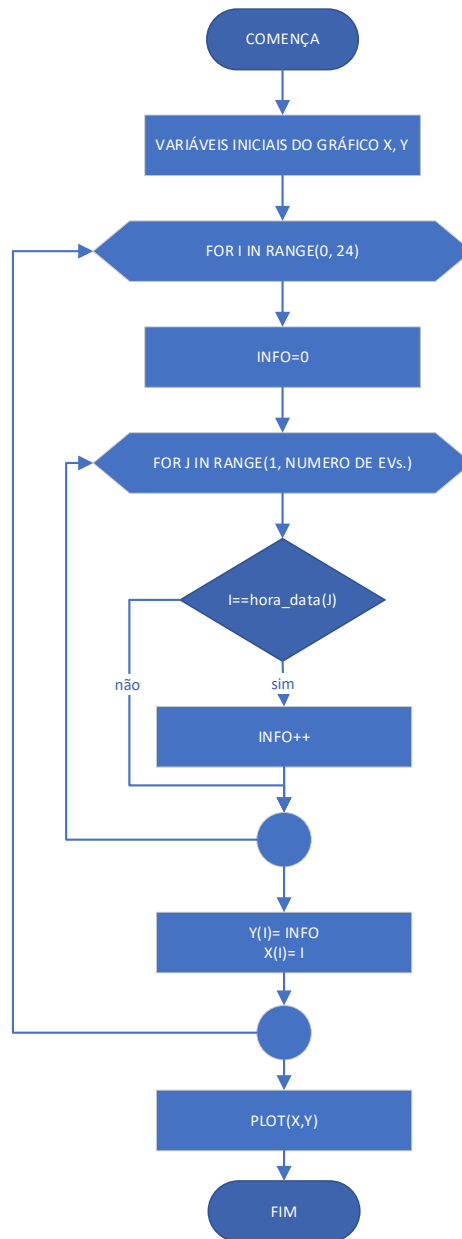 COMENÇA
VARIÁVEIS INICIAIS DO GRÁFICO X, Y
FOR I IN RANGE(0, 24)
INFO=0
FOR J IN RANGE(1, NUMERO DE EVs.)
I==hora_data(J)
não
sim
INFO++
Y(I)= INFO
X(I)= I
PLOT(X,Y)
FIM